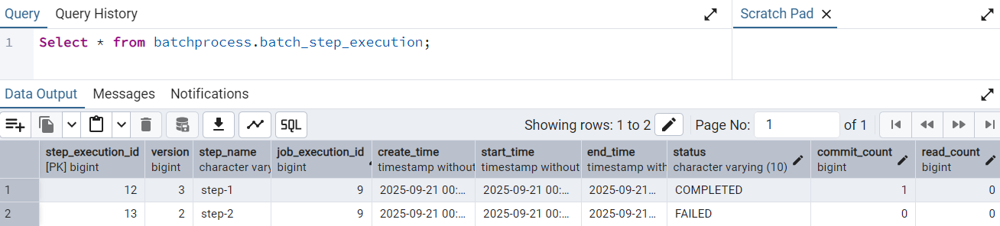 Query Query History Scratch Pad
1 Select * from batchprocess.batch_step_execution;
Data Output Messages Notifications
SQL Showing rows: 1 to 2 Page No: 1 of 1
step_execution_id version step_name job_execution_id create_time start_time end_time status commit_count read_count
[PK] bigint bigint character vary bigint timestamp without timestamp without timestamp with character varying (10) bigint bigint
1 12 3 step-1 9 2025-09-21 00:... 2025-09-21 00:... 2025-09-21... COMPLETED 1 0
2 13 2 step-2 9 2025-09-21 00:... 2025-09-21 00:... 2025-09-21... FAILED 0 0